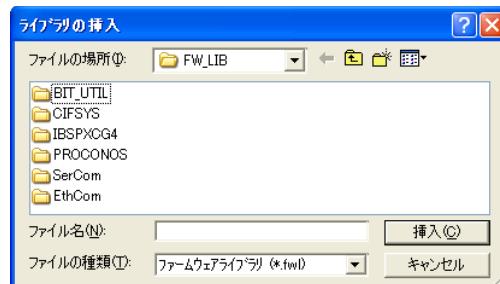 ﾗｲﾌﾞﾗﾘの挿入
ファイルの場所(I): FW_LIB
BIT_UTIL
CIFSYS
IBSPXCG4
PROCONOS
SerCom
EthCom
ファイル名(N): 挿入(C)
ファイルの種類(T): ﾌｧｰﾑｳｪｱﾗｲﾌﾞﾗﾘ (*.fwl) キャンセル